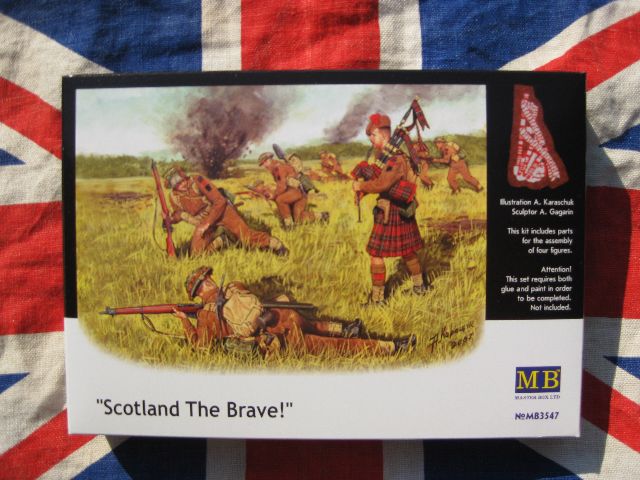 Illustration A. Karaschuk
Sculptor A. Gagarin
This kit includes parts
for the assembly
of four figures.
Attention!
This set requires both
glue and paint in order
to be completed.
Not included.
"Scotland The Brave!"
MB
MASTER BOX LTD
№MB3547